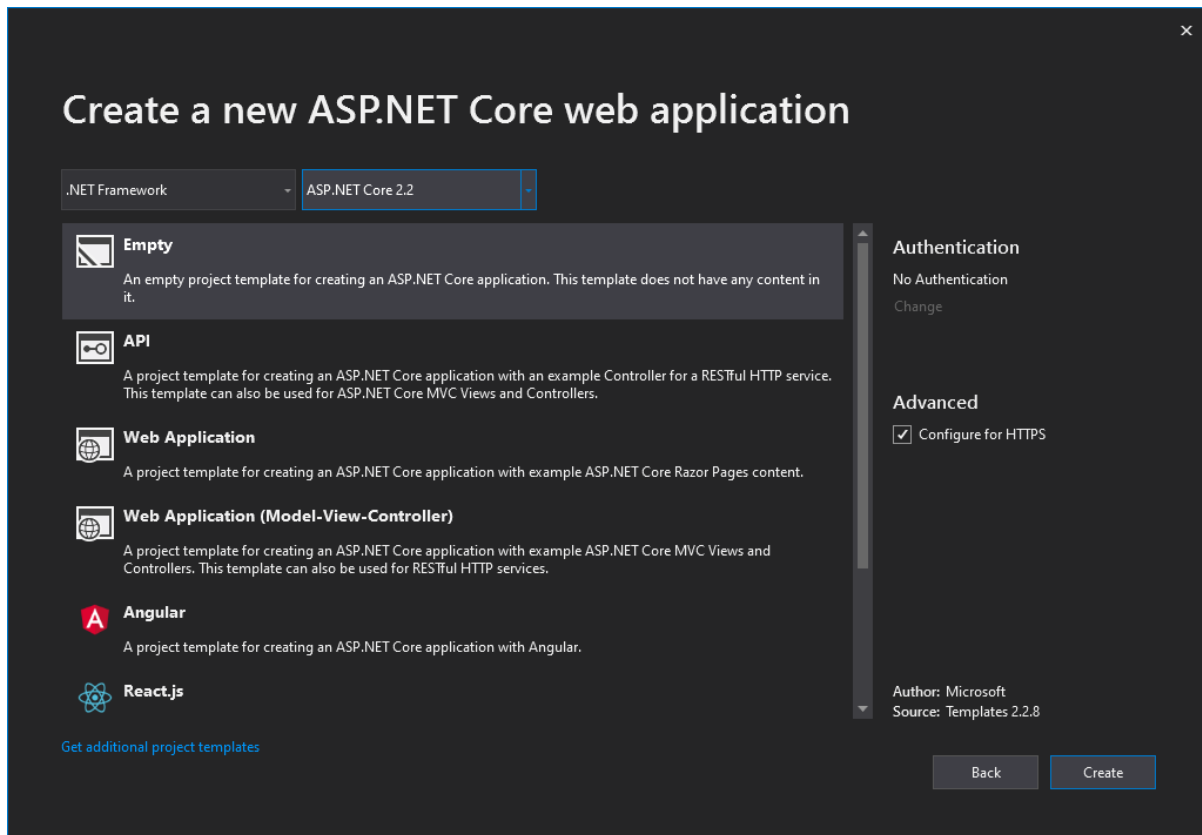 Create a new ASP.NET Core web application
.NET Framework
ASP.NET Core 2.2
Empty
An empty project template for creating an ASP.NET Core application. This template does not have any content in
it.
API
A project template for creating an ASP.NET Core application with an example Controller for a RESTful HTTP service.
This template can also be used for ASP.NET Core MVC Views and Controllers.
Web Application
A project template for creating an ASP.NET Core application with example ASP.NET Core Razor Pages content.
Web Application (Model-View-Controller)
A project template for creating an ASP.NET Core application with example ASP.NET Core MVC Views and
Controllers. This template can also be used for RESTful HTTP services.
Angular
A project template for creating an ASP.NET Core application with Angular.
React.js
Get additional project templates
Authentication
No Authentication
Change
Advanced
Configure for HTTPS
Author: Microsoft
Source: Templates 2.2.8
Back
Create